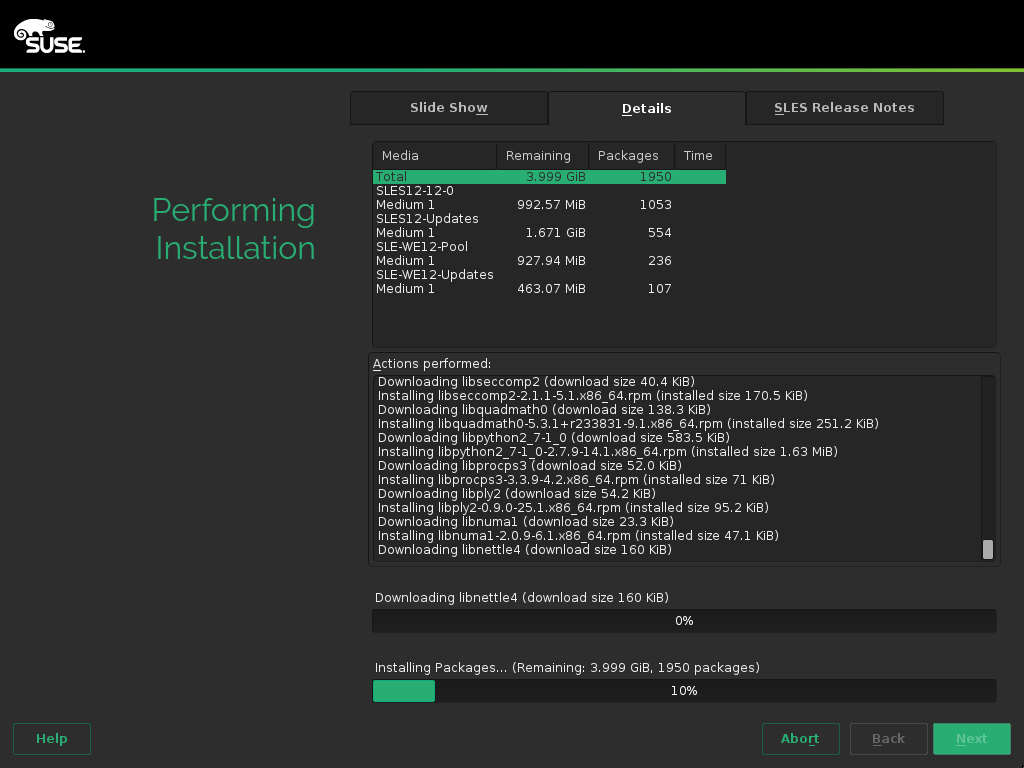 SUSE.
Slide Show Details SLES Release Notes
Performing
Installation
Media Remaining Packages Time
Total 3.999 GiB 1950
SLES12-12-0
Medium 1 992.57 MiB 1053
SLES12-Updates
Medium 1 1.671 GiB 554
SLE-WE12-Pool
Medium 1 927.94 MiB 236
SLE-WE12-Updates
Medium 1 463.07 MiB 107
Actions performed:
Downloading libseccomp2 (download size 40.4 KiB)
Installing libseccomp2-2.1.1-5.1.x86_64.rpm (installed size 170.5 KiB)
Downloading libquadmath0 (download size 138.3 KiB)
Installing libquadmath0-5.3.1+r233831-9.1.x86_64.rpm (installed size 251.2 KiB)
Downloading libpython2_7-1_0 (download size 583.5 KiB)
Installing libpython2_7-1_0-2.7.9-14.1.x86_64.rpm (installed size 1.63 MiB)
Downloading libprocps3 (download size 52.0 KiB)
Installing libprocps3-3.3.9-4.2.x86_64.rpm (installed size 71 KiB)
Downloading libply2 (download size 54.2 KiB)
Installing libply2-0.9.0-25.1.x86_64.rpm (installed size 95.2 KiB)
Downloading libnuma1 (download size 23.3 KiB)
Installing libnuma1-2.0.9-6.1.x86_64.rpm (installed size 47.1 KiB)
Downloading libnettle4 (download size 160 KiB)
Downloading libnettle4 (download size 160 KiB)
0%
Installing Packages... (Remaining: 3.999 GiB, 1950 packages)
10%
Help Abort Back Next